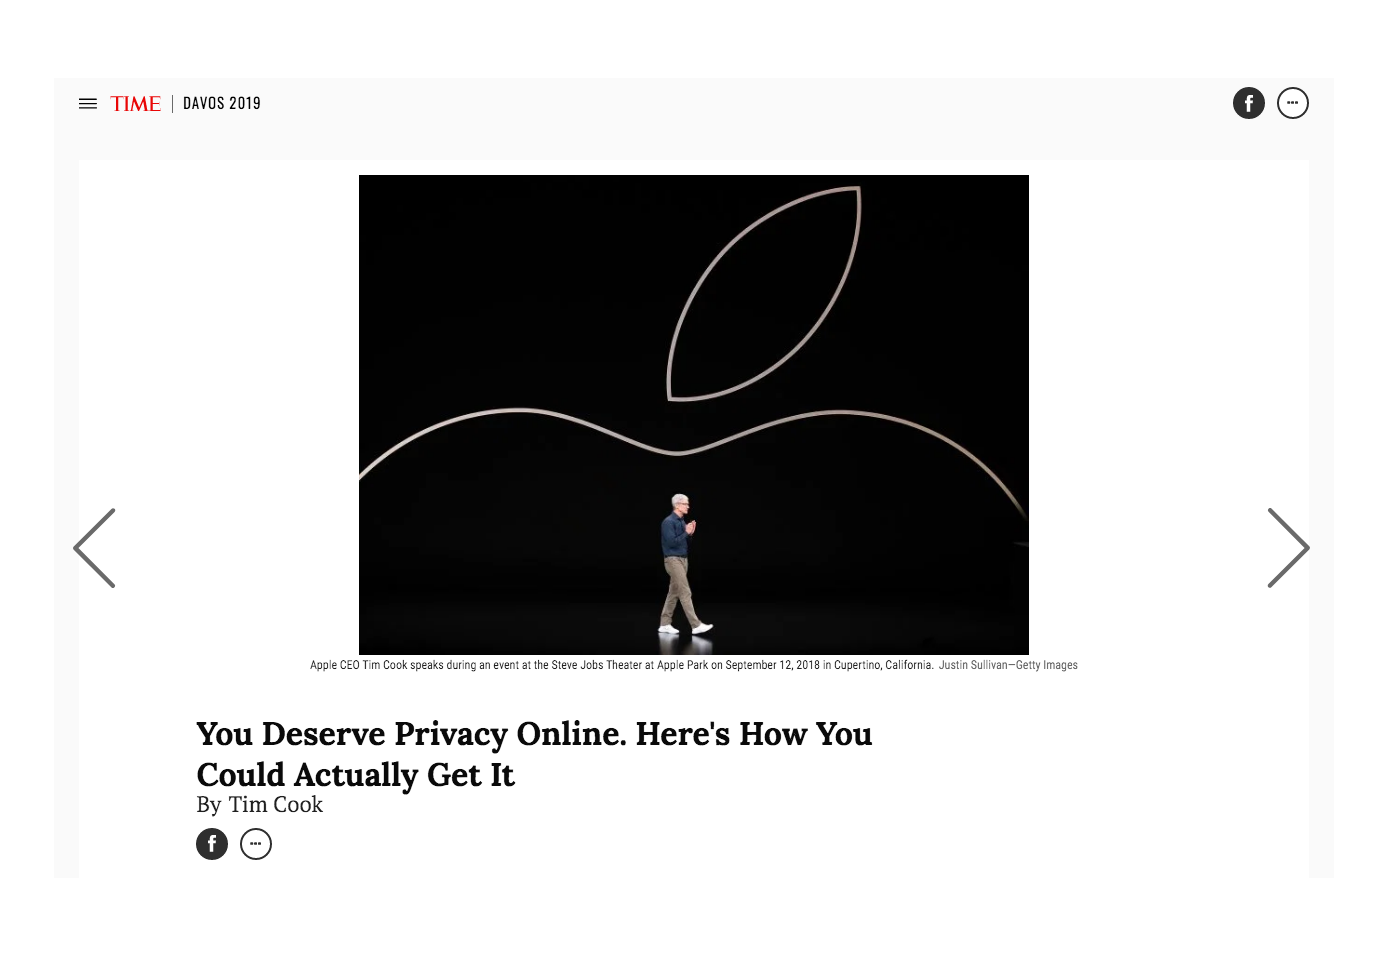 TIME | DAVOS 2019
Apple CEO Tim Cook speaks during an event at the Steve Jobs Theater at Apple Park on September 12, 2018 in Cupertino, California. Justin Sullivan—Getty Images
You Deserve Privacy Online. Here's How You
Could Actually Get It
By Tim Cook